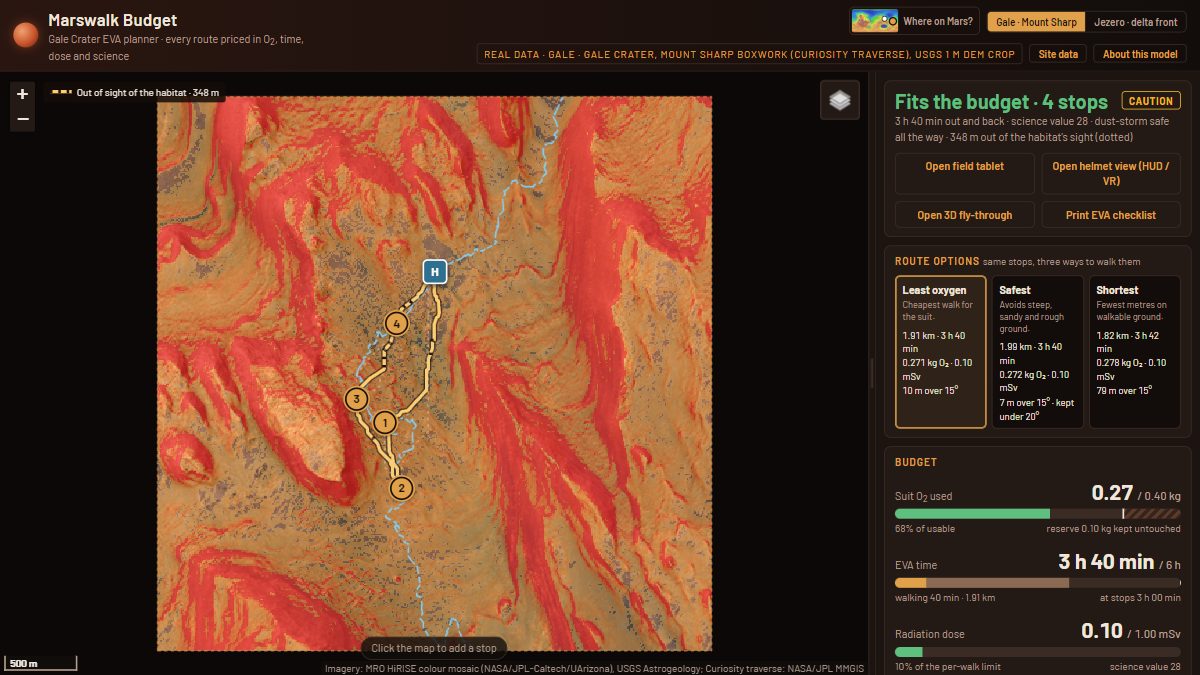 Marswalk Budget
Gale Crater EVA planner · every route priced in O₂, time,
dose and science
Where on Mars?
Gale · Mount Sharp
Jezero · delta front
REAL DATA · GALE · GALE CRATER, MOUNT SHARP BOXWORK (CURIOSITY TRAVERSE), USGS 1 M DEM CROP
Site data
About this model
+
−
Out of sight of the habitat · 348 m
H
4
3
1
2
Click the map to add a stop
500 m
Imagery: MRO HiRISE colour mosaic (NASA/JPL-Caltech/UArizona), USGS Astrogeology; Curiosity traverse: NASA/JPL MMGIS
Fits the budget · 4 stops
CAUTION
3 h 40 min out and back · science value 28 · dust-storm safe
all the way · 348 m out of the habitat's sight (dotted)
Open field tablet
Open helmet view (HUD /
VR)
Open 3D fly-through
Print EVA checklist
ROUTE OPTIONS same stops, three ways to walk them
Least oxygen
Cheapest walk for
the suit.
1.91 km · 3 h 40
min
0.271 kg O₂ · 0.10
mSv
10 m over 15°
Safest
Avoids steep,
sandy and rough
ground.
1.99 km · 3 h 40
min
0.272 kg O₂ · 0.10
mSv
7 m over 15° · kept
under 20°
Shortest
Fewest metres on
walkable ground.
1.82 km · 3 h 42
min
0.278 kg O₂ · 0.10
mSv
79 m over 15°
BUDGET
Suit O₂ used
0.27 / 0.40 kg
68% of usable
reserve 0.10 kg kept untouched
EVA time
3 h 40 min / 6 h
walking 40 min · 1.91 km
at stops 3 h 00 min
Radiation dose
0.10 / 1.00 mSv
10% of the per-walk limit
science value 28